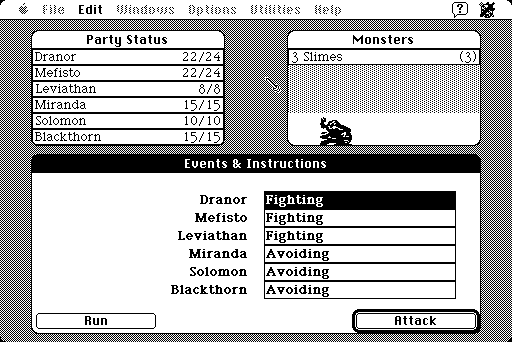 File Edit Windows Options Utilities Help
Party Status
Dranor 22/24
Mefisto 22/24
Leviathan 8/8
Miranda 15/15
Solomon 10/10
Blackthorn 15/15
Monsters
3 Slimes (3)
Events & Instructions
Dranor Fighting
Mefisto Fighting
Leviathan Fighting
Miranda Avoiding
Solomon Avoiding
Blackthorn Avoiding
Run Attack